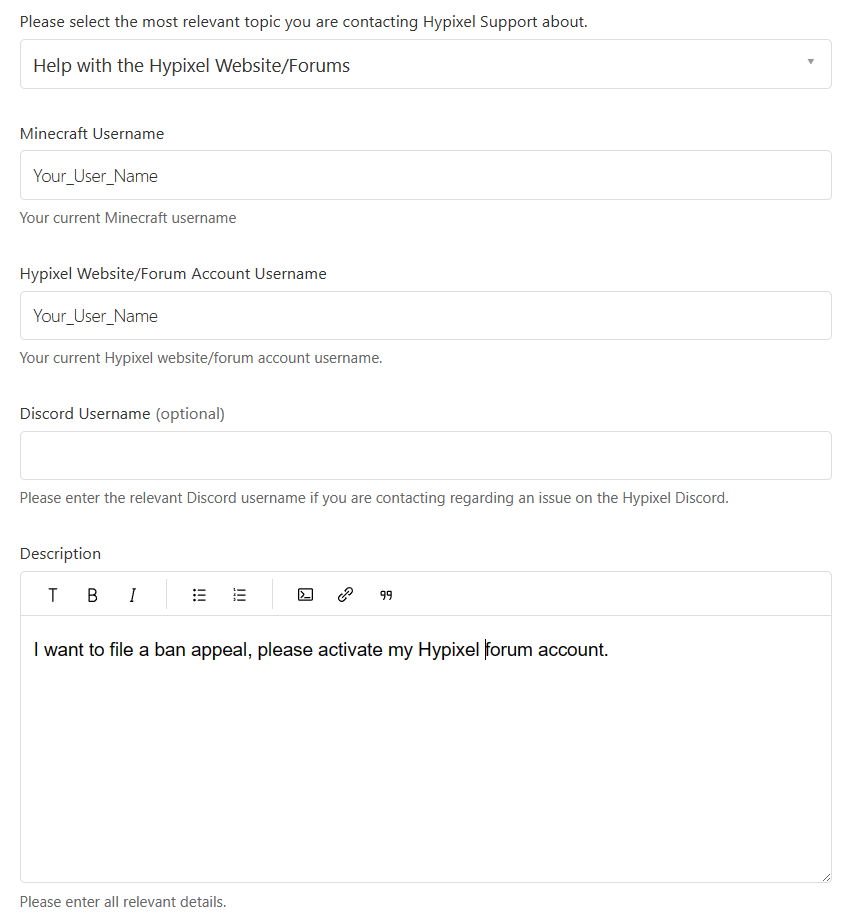 Please select the most relevant topic you are contacting Hypixel Support about.
Help with the Hypixel Website/Forums
Minecraft Username
Your_User_Name
Your current Minecraft username
Hypixel Website/Forum Account Username
Your_User_Name
Your current Hypixel website/forum account username.
Discord Username (optional)
Please enter the relevant Discord username if you are contacting regarding an issue on the Hypixel Discord.
Description
T B I
I want to file a ban appeal, please activate my Hypixel forum account.
Please enter all relevant details.